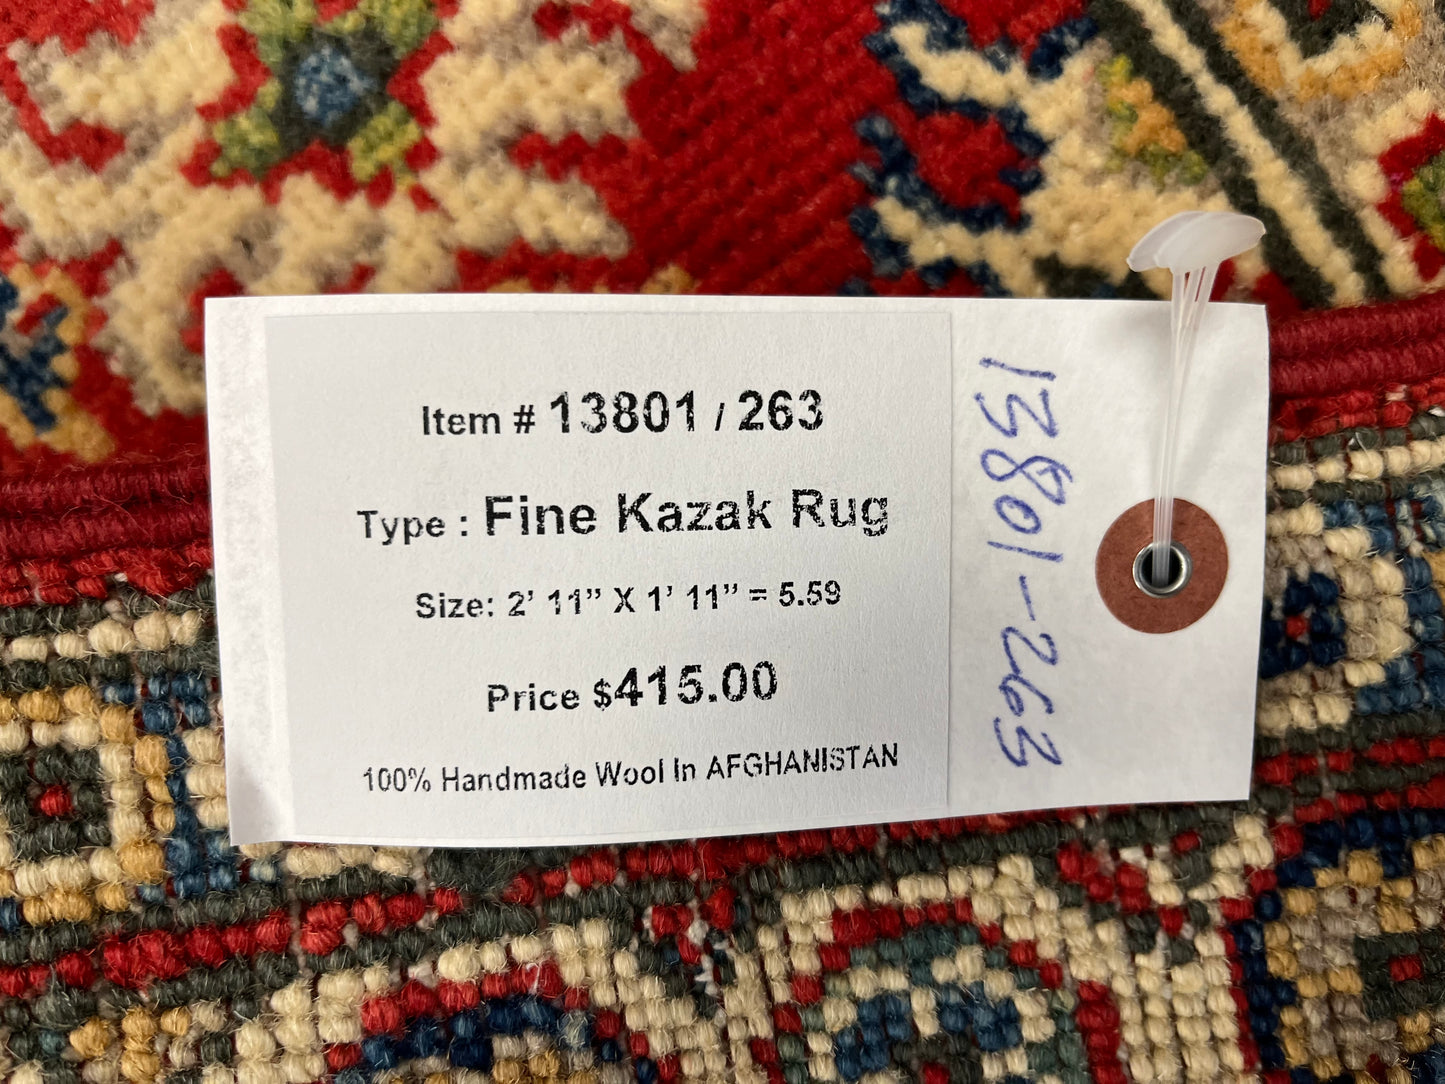 Item # 13801 / 263
Type : Fine Kazak Rug
Size: 2’ 11” X 1’ 11” = 5.59
Price $415.00
100% Handmade Wool In AFGHANISTAN
13801-263